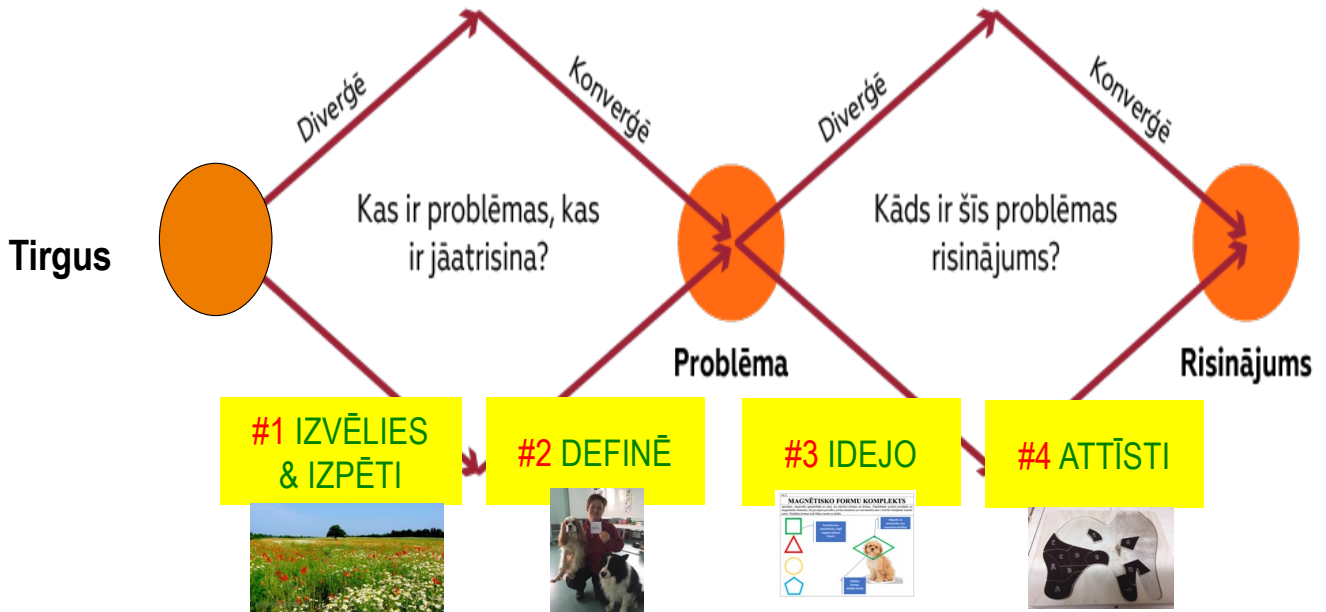 Diverģē
Konverģē
Diverģē
Konverģē
Tirgus
Kas ir problēmas, kas
ir jāatrisina?
Kāds ir šīs problēmas
risinājums?
Problēma
Risinājums
#1 IZVĒLIES
& IZPĒTI
#2 DEFINĒ
#3 IDEJO
#4 ATTĪSTI
MAGNĒTISKO FORMU KOMPLEKTS